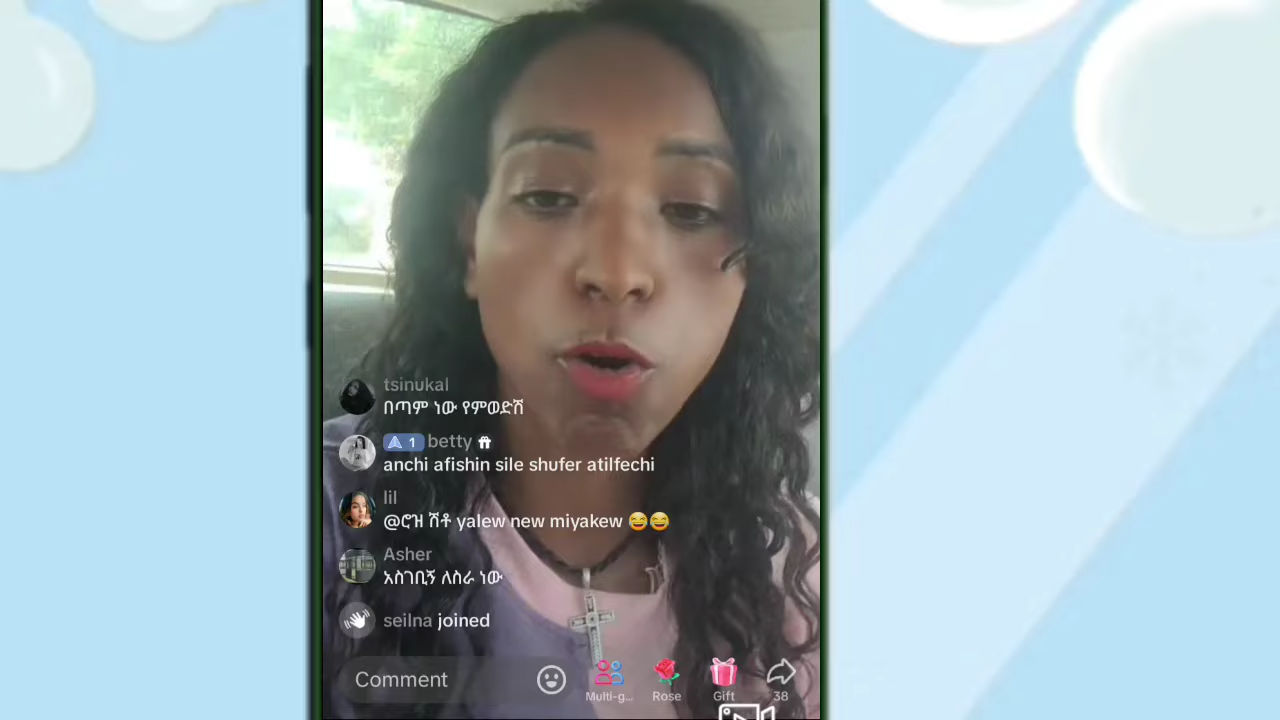 tsinukal
በጣም ነው የምወድሽ
1 betty
anchi afishin sile shufer atilfechi
lil
@ሮዝ ሽቶ yalew new miyakew 😅😅
Asher
አስገቢኝ ለስራ ነው
seilna joined
Comment
Multi-g...
Rose
Gift
38